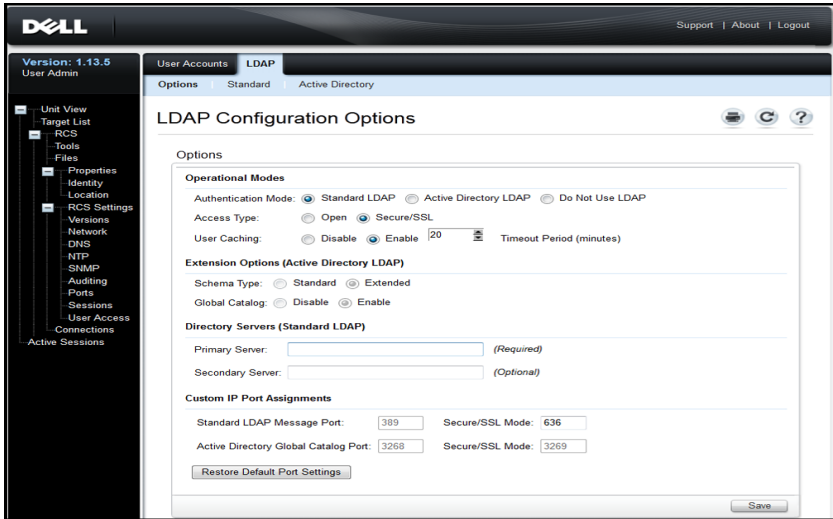 DELL
Support | About | Logout
Version: 1.13.5
User Admin
User Accounts LDAP
Options Standard Active Directory
Unit View
Target List
RCS
Tools
Files
Properties
Identity
Location
RCS Settings
Versions
Network
DNS
NTP
SNMP
Auditing
Ports
Sessions
User Access
Connections
Active Sessions
LDAP Configuration Options
?
Options
Operational Modes
Authentication Mode: Standard LDAP Active Directory LDAP Do Not Use LDAP
Access Type: Open Secure/SSL
User Caching: Disable Enable 20 Timeout Period (minutes)
Extension Options (Active Directory LDAP)
Schema Type: Standard Extended
Global Catalog: Disable Enable
Directory Servers (Standard LDAP)
Primary Server: (Required)
Secondary Server: (Optional)
Custom IP Port Assignments
Standard LDAP Message Port: 389 Secure/SSL Mode: 636
Active Directory Global Catalog Port: 3268 Secure/SSL Mode: 3269
Restore Default Port Settings
Save